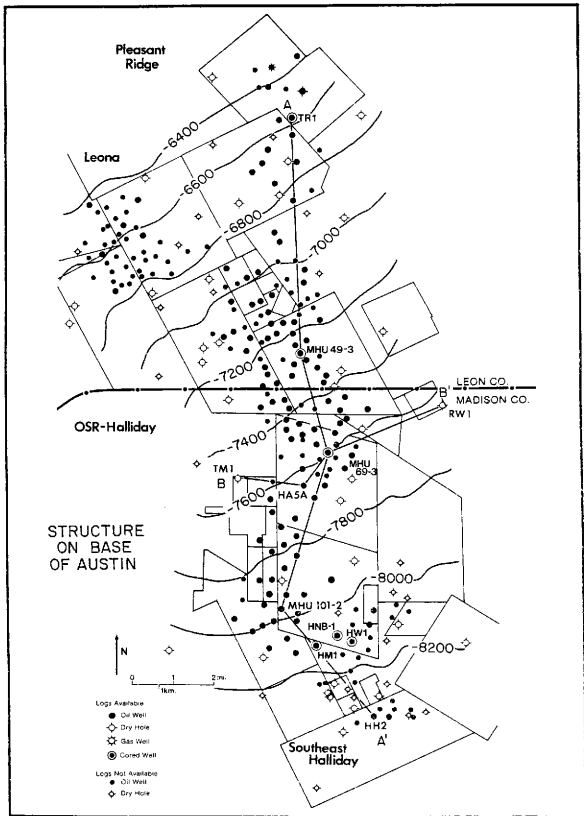 Pleasant
Ridge
A
TR1
-6400
Leona
-6600
-6800
-7000
MHU 49-3
-7200
LEON CO.
B'
MADISON CO.
RW1
OSR-Halliday
-7400
TM1
B
MHU
69-3
HA5A
-7600
-7800
STRUCTURE
ON BASE
OF AUSTIN
-8000
MHU 101-2
HNB-1
HW1
HM1
-8200
N
0 1 2 mi.
1km.
Logs Available
Oil Well
Dry Hole
Gas Well
Cored Well
HH2
A'
Southeast
Halliday
Logs Not Available
Oil Well
Dry Hole